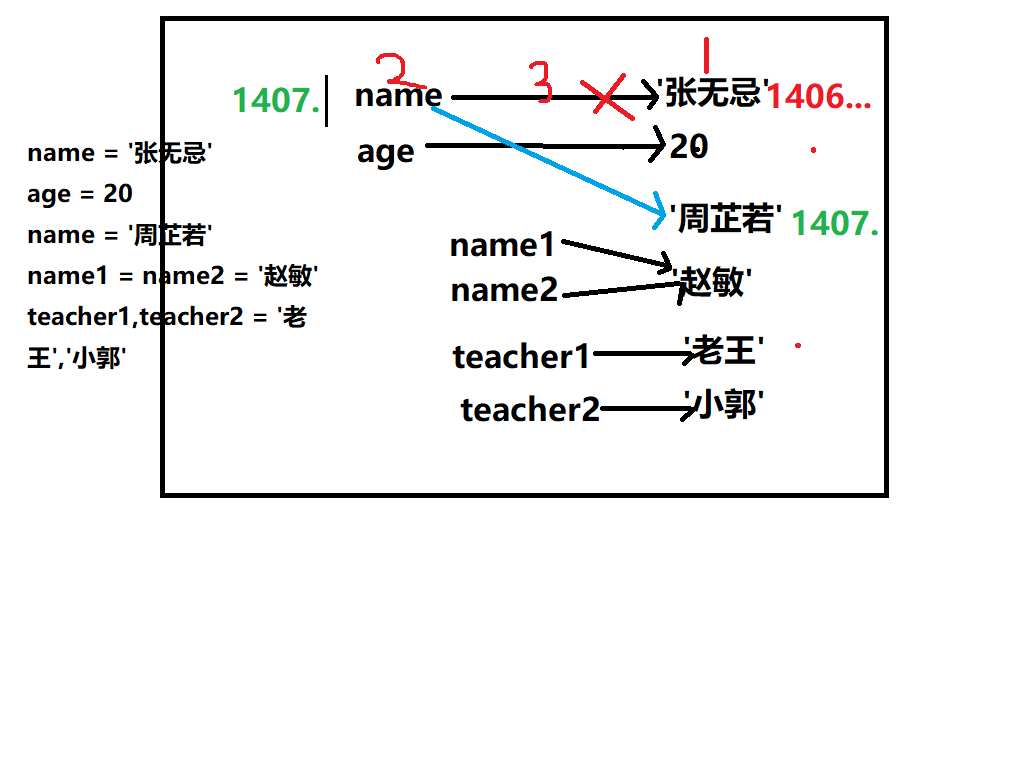 1
2
3
1407. name '张无忌' 1406...
age 20
name = '张无忌'
age = 20
name = '周芷若'
name1 = name2 = '赵敏'
teacher1,teacher2 = '老
王','小郭'
'周芷若' 1407.
name1
name2
'赵敏'
teacher1 '老王'
teacher2 '小郭'